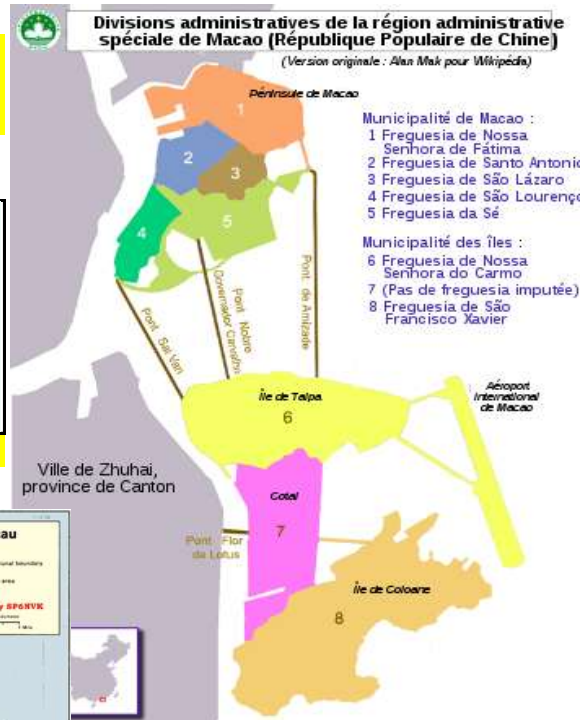 Divisions administratives de la région administrative
spéciale de Macao (République Populaire de Chine)
(Version originale : Alan Mak pour Wikipédia)
Péninsule de Macao
1
2
3
4
5
Municipalité de Macao :
1 Freguesia de Nossa
Senhora de Fátima
2 Freguesia de Santo Antonio
3 Freguesia de São Lázaro
4 Freguesia de São Lourenço
5 Freguesia da Sé
Municipalité des îles :
6 Freguesia de Nossa
Senhora do Carmo
7 (Pas de freguesia imputée)
8 Freguesia de São
Francisco Xavier
Pont Sai Van
Pont Nobre
Governador Carvalho
Pont de Amizade
Île de Taipa
6
Aéroport
International
de Macao
Ville de Zhuhai,
province de Canton
Cotai
7
Pont Flor
da Lotus
Île de Coloane
8
au
area
by SP6NVK